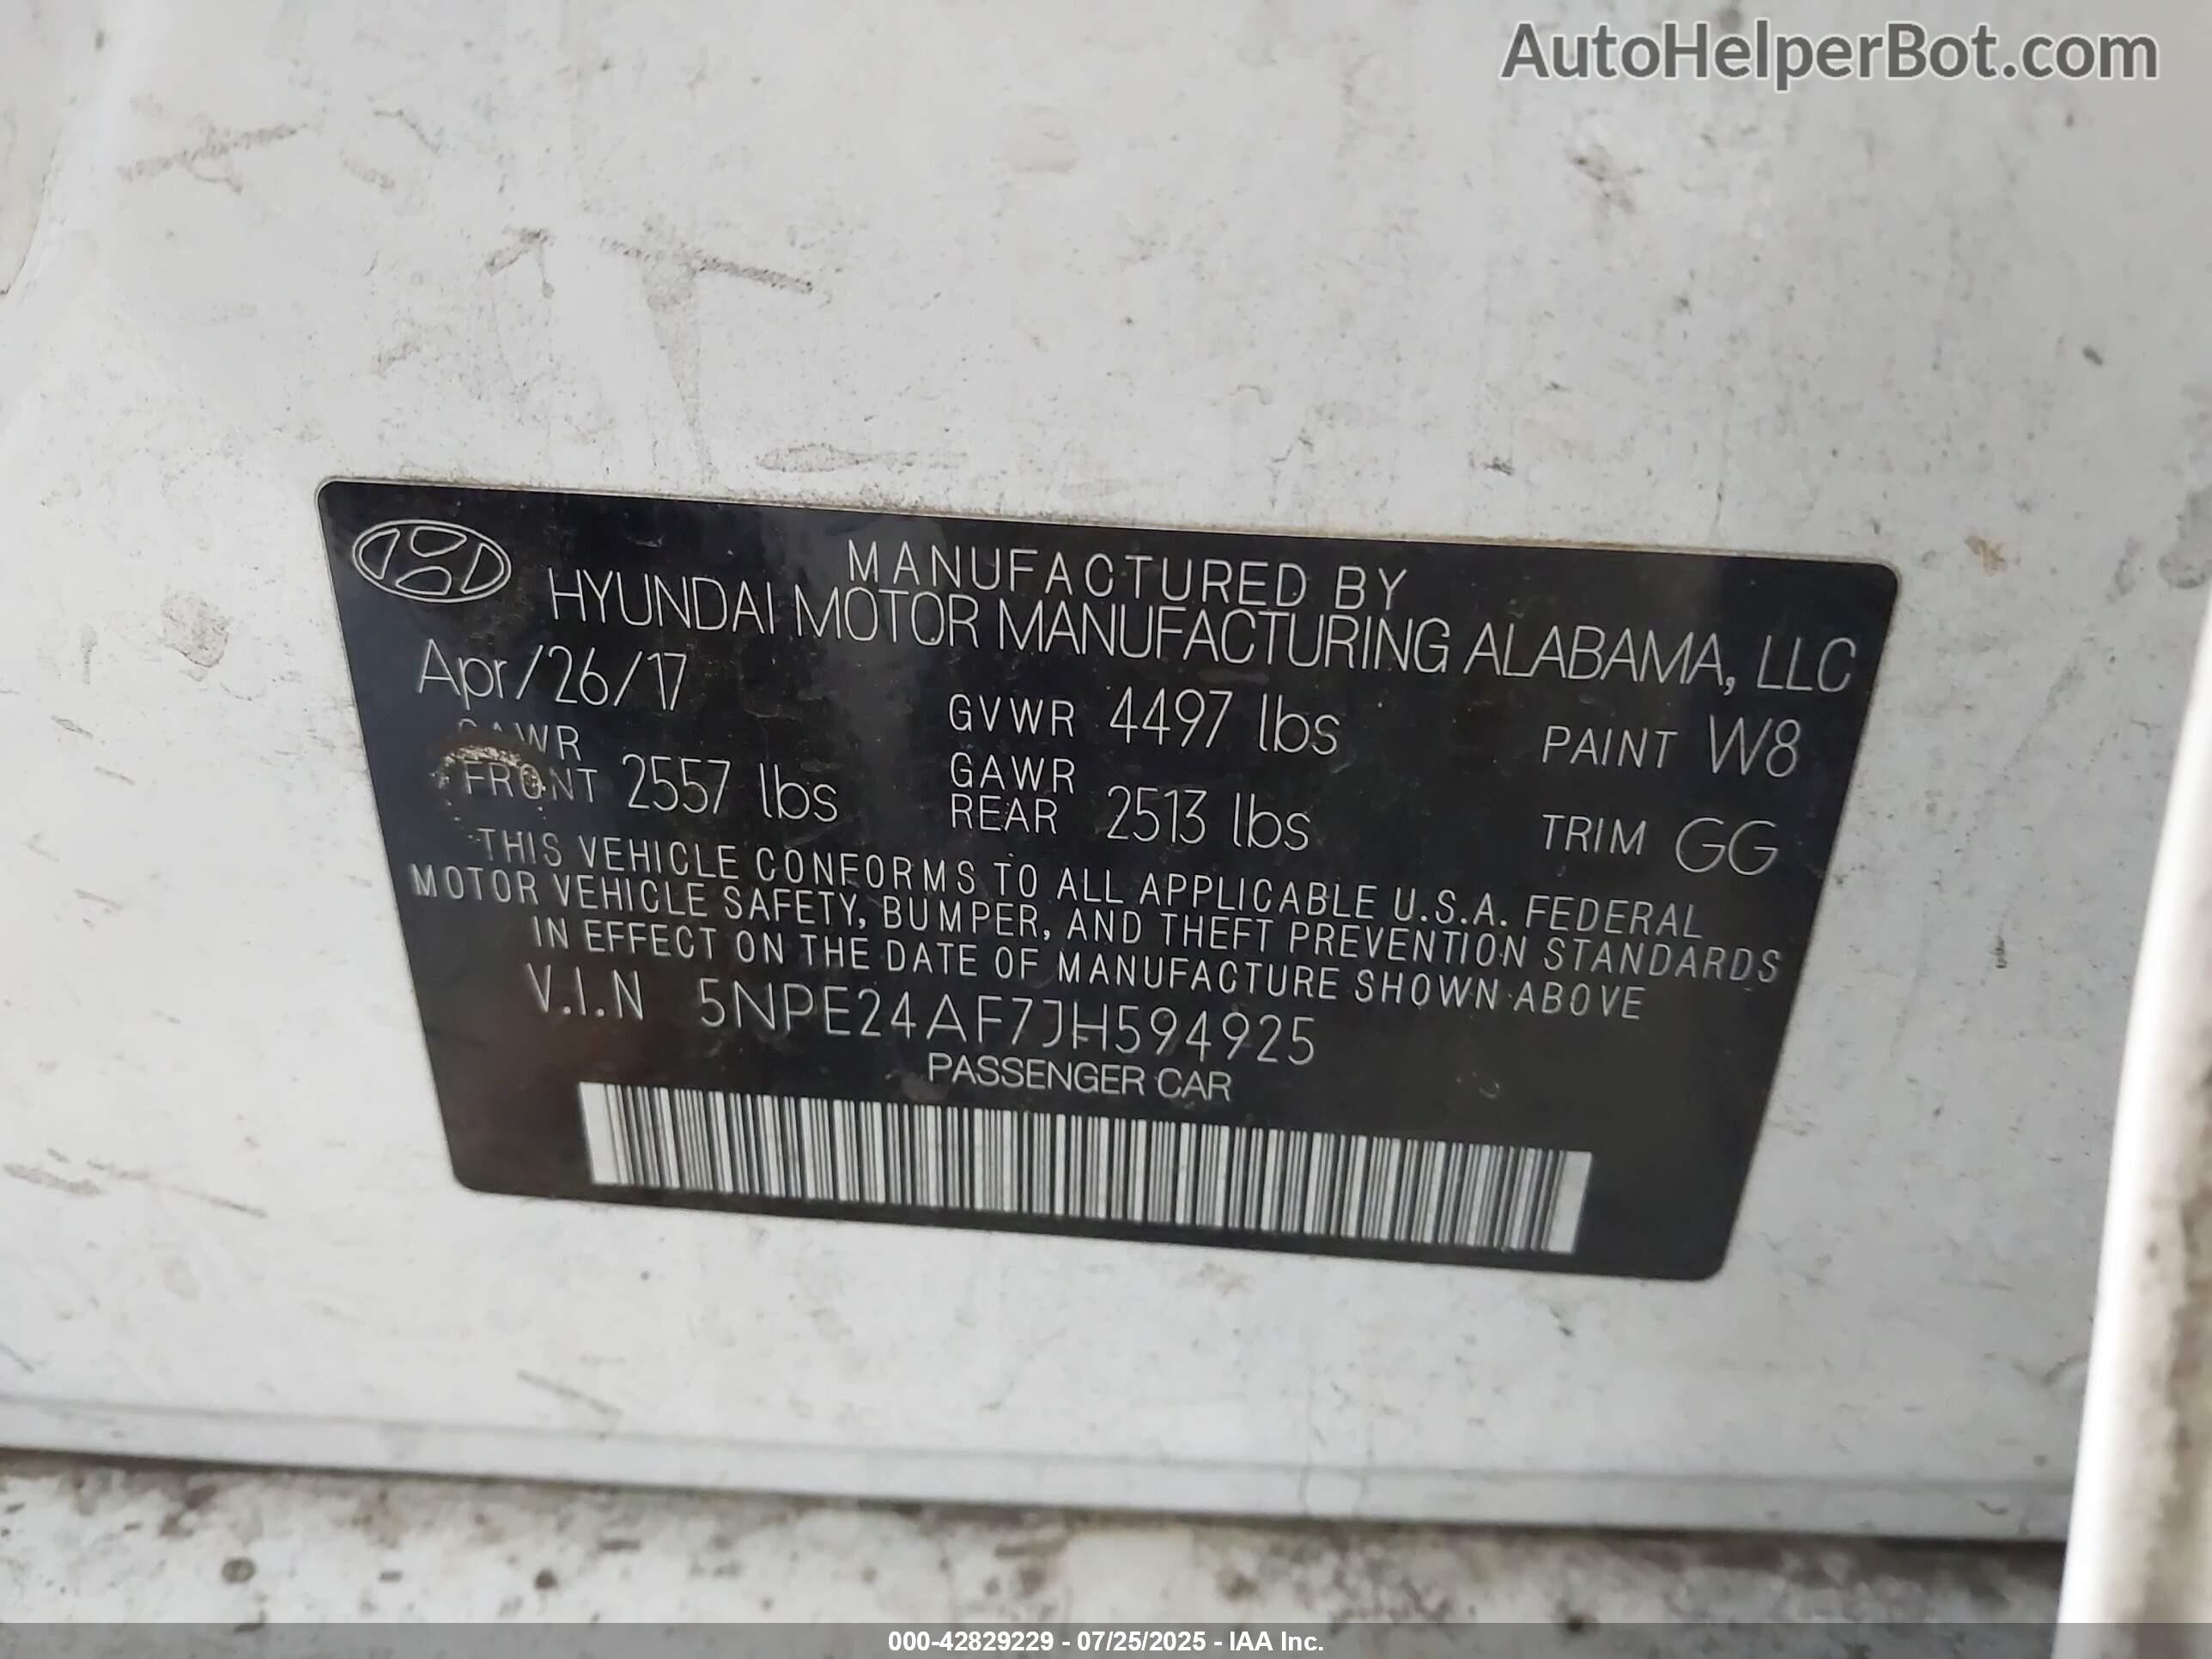 AutoHelperBot.com
MANUFACTURED BY
HYUNDAI MOTOR MANUFACTURING ALABAMA, LLC
Apr/26/17 GVWR 4497 lbs PAINT W8
GAWR FRONT 2557 lbs GAWR REAR 2513 lbs TRIM GG
THIS VEHICLE CONFORMS TO ALL APPLICABLE U.S.A. FEDERAL
MOTOR VEHICLE SAFETY, BUMPER, AND THEFT PREVENTION STANDARDS
IN EFFECT ON THE DATE OF MANUFACTURE SHOWN ABOVE
V.I.N 5NPE24AF7JH594925
PASSENGER CAR
000-42829229 - 07/25/2025 - IAA Inc.